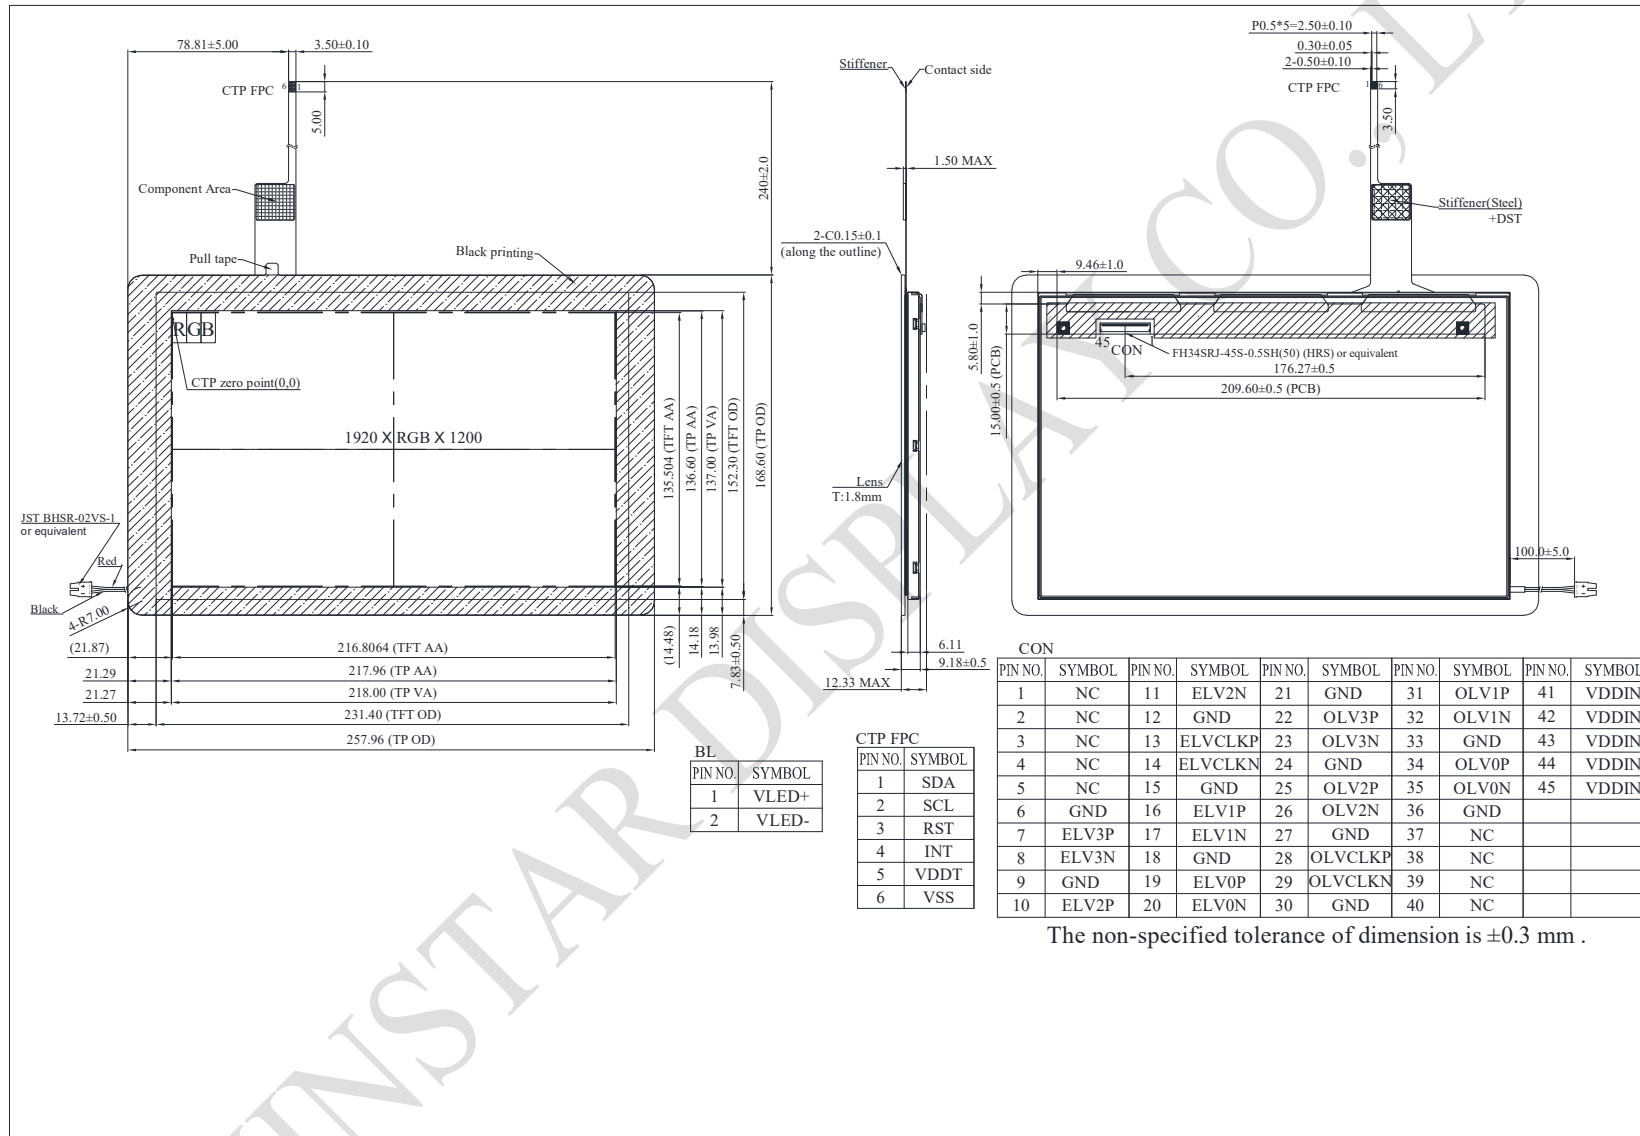 78.81±5.00
3.50±0.10
CTP FPC
6
1
5.00
240±2.0
Component Area
Pull tape
Black printing
RGB
CTP zero point(0,0)
1920 X RGB X 1200
135.504 (TFT AA)
136.60 (TP AA)
137.00 (TP VA)
152.30 (TFT OD)
168.60 (TP OD)
JST BHSR-02VS-1
or equivalent
Red
Black
4-R7.00
(21.87)
216.8064 (TFT AA)
21.29
217.96 (TP AA)
21.27
218.00 (TP VA)
13.72±0.50
231.40 (TFT OD)
257.96 (TP OD)
(14.48)
14.18
13.98
7.83±0.50
Stiffener
Contact side
1.50 MAX
2-C0.15±0.1
(along the outline)
Lens
T:1.8mm
6.11
9.18±0.5
12.33 MAX
P0.5*5=2.50±0.10
0.30±0.05
2-0.50±0.10
CTP FPC
1
6
3.50
Stiffener(Steel)
+DST
9.46±1.0
5.80±1.0
15.00±0.5 (PCB)
45
CON
1
FH34SRJ-45S-0.5SH(50) (HRS) or equivalent
176.27±0.5
209.60±0.5 (PCB)
100.0±5.0
BL
PIN NO. SYMBOL
1 VLED+
2 VLED-
CTP FPC
PIN NO. SYMBOL
1 SDA
2 SCL
3 RST
4 INT
5 VDDT
6 VSS
CON
PIN NO. SYMBOL PIN NO. SYMBOL PIN NO. SYMBOL PIN NO. SYMBOL PIN NO. SYMBOL
1 NC 11 ELV2N 21 GND 31 OLV1P 41 VDDIN
2 NC 12 GND 22 OLV3P 32 OLV1N 42 VDDIN
3 NC 13 ELVCLKP 23 OLV3N 33 GND 43 VDDIN
4 NC 14 ELVCLKN 24 GND 34 OLV0P 44 VDDIN
5 NC 15 GND 25 OLV2P 35 OLV0N 45 VDDIN
6 GND 16 ELV1P 26 OLV2N 36 GND
7 ELV3P 17 ELV1N 27 GND 37 NC
8 ELV3N 18 GND 28 OLVCLKP 38 NC
9 GND 19 ELV0P 29 OLVCLKN 39 NC
10 ELV2P 20 ELV0N 30 GND 40 NC
The non-specified tolerance of dimension is ±0.3 mm .
INSTAR DISPLAY CO., L